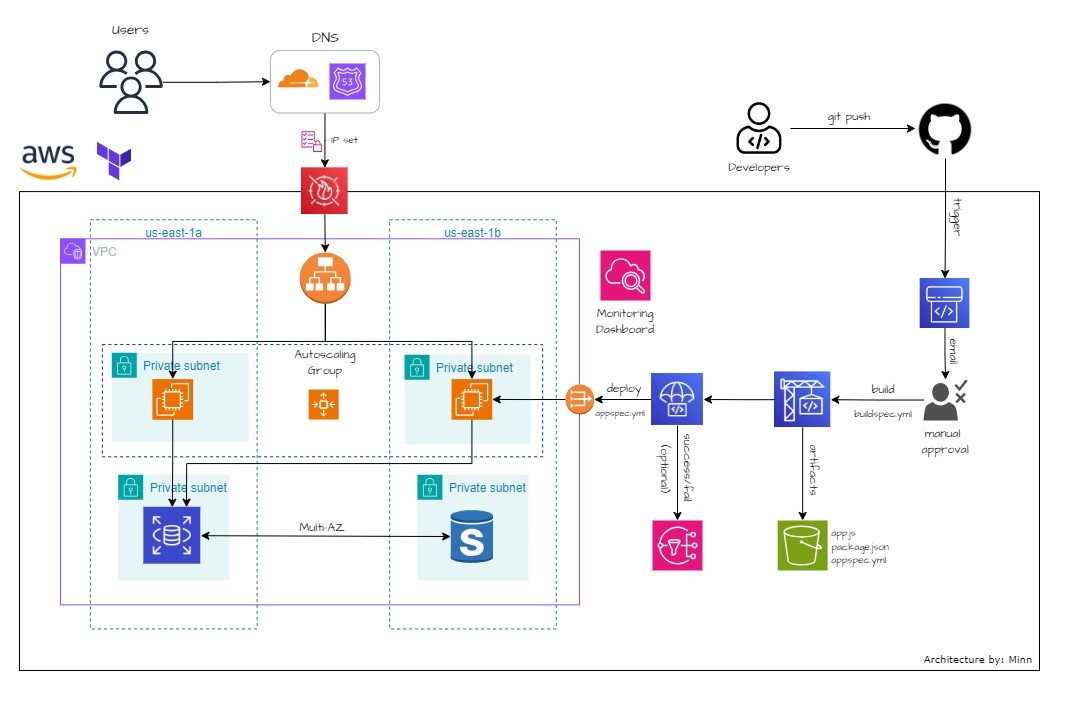 Users
DNS
53
IP set
git push
Developers
aws
trigger
us-east-1a
us-east-1b
VPC
Monitoring
Dashboard
email
Private subnet
Autoscaling
Group
Private subnet
deploy
appspec.yml
build
buildspec.yml
manual
approval
success/fail
(optional)
artifacts
Private subnet
Private subnet
Multi-AZ
S
app.js
package.json
appspec.yml
Architecture by: Minn